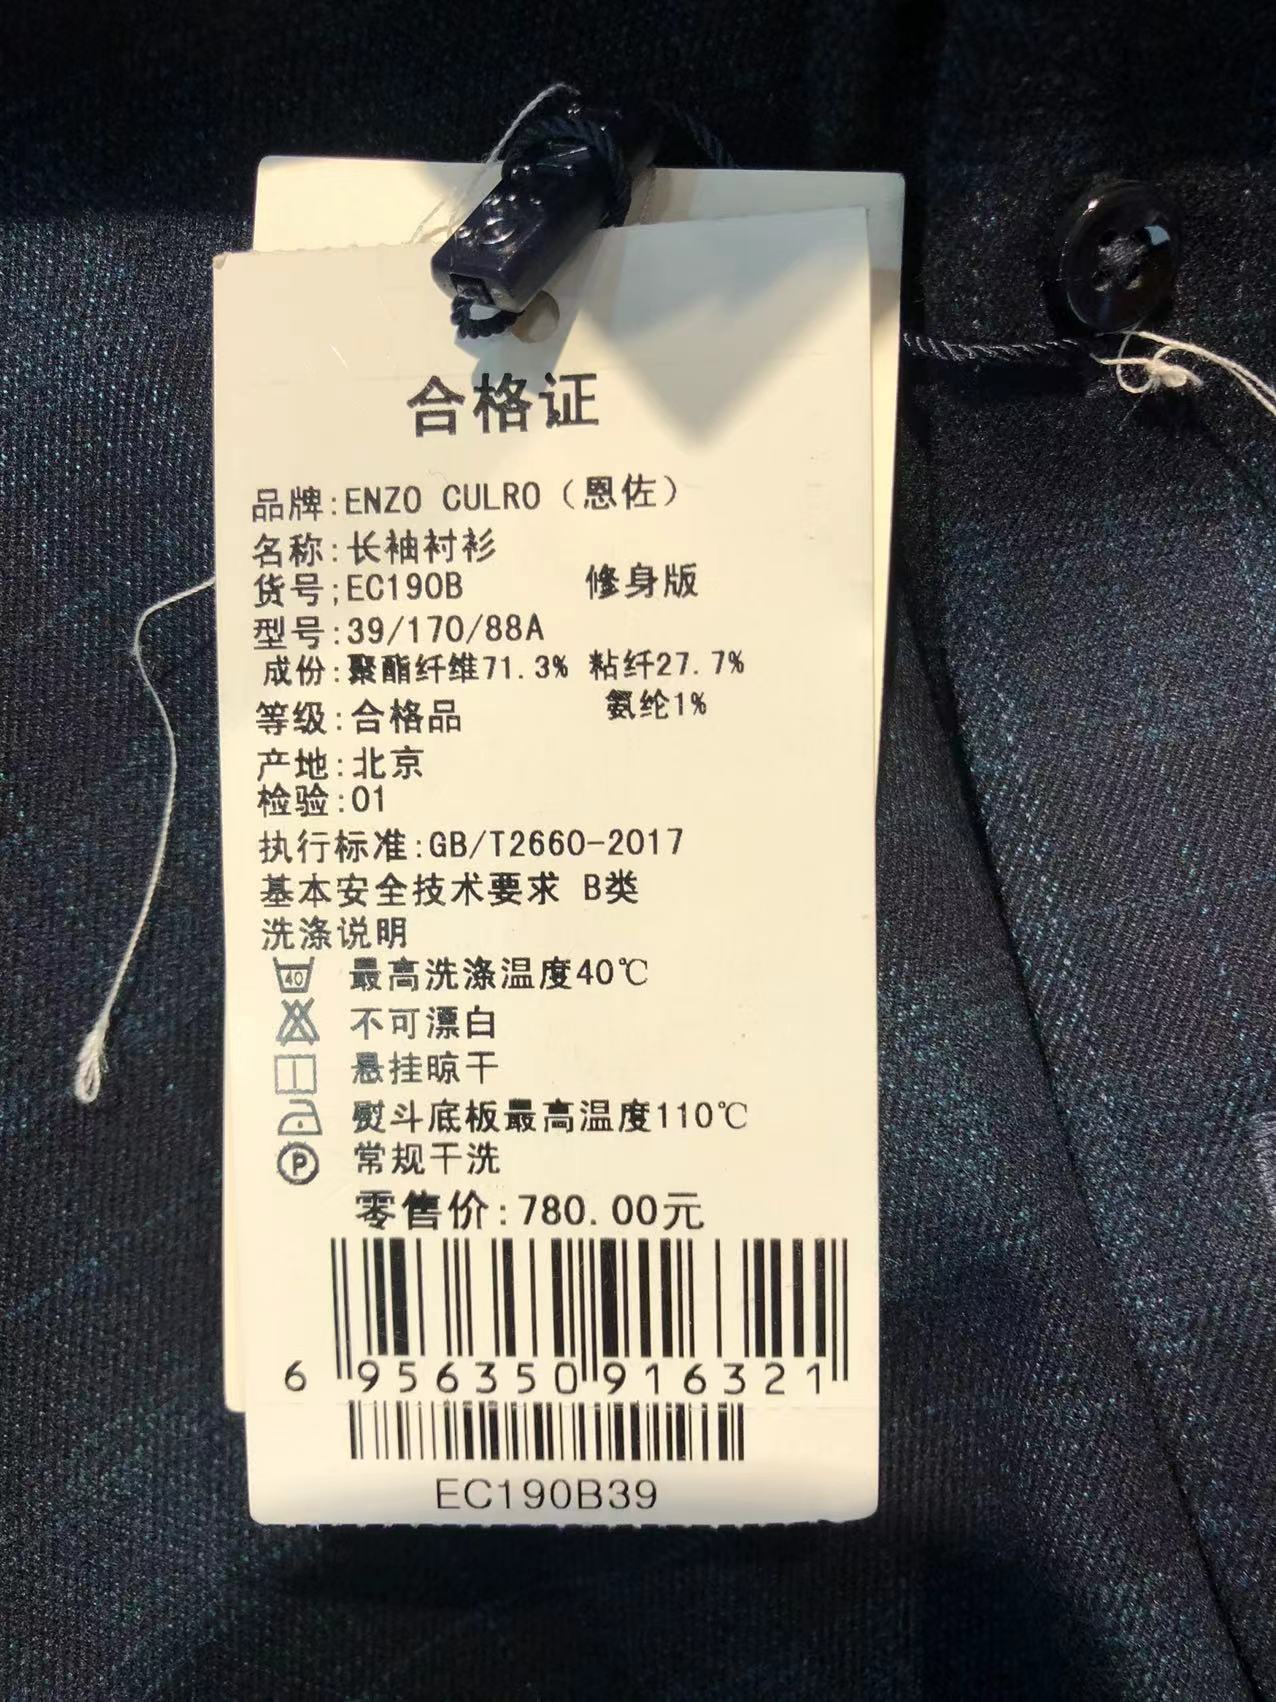 合格证
品牌:ENZO CULRO（恩佐）
名称:长袖衬衫
货号;EC190B 修身版
型号:39/170/88A
成份:聚酯纤维71.3% 粘纤27.7%
氨纶1%
等级:合格品
产地:北京
检验:01
执行标准:GB/T2660-2017
基本安全技术要求 B类
洗涤说明
40 最高洗涤温度40℃
不可漂白
悬挂晾干
熨斗底板最高温度110℃
P 常规干洗
零售价:780.00元
6 956350 916321
EC190B39